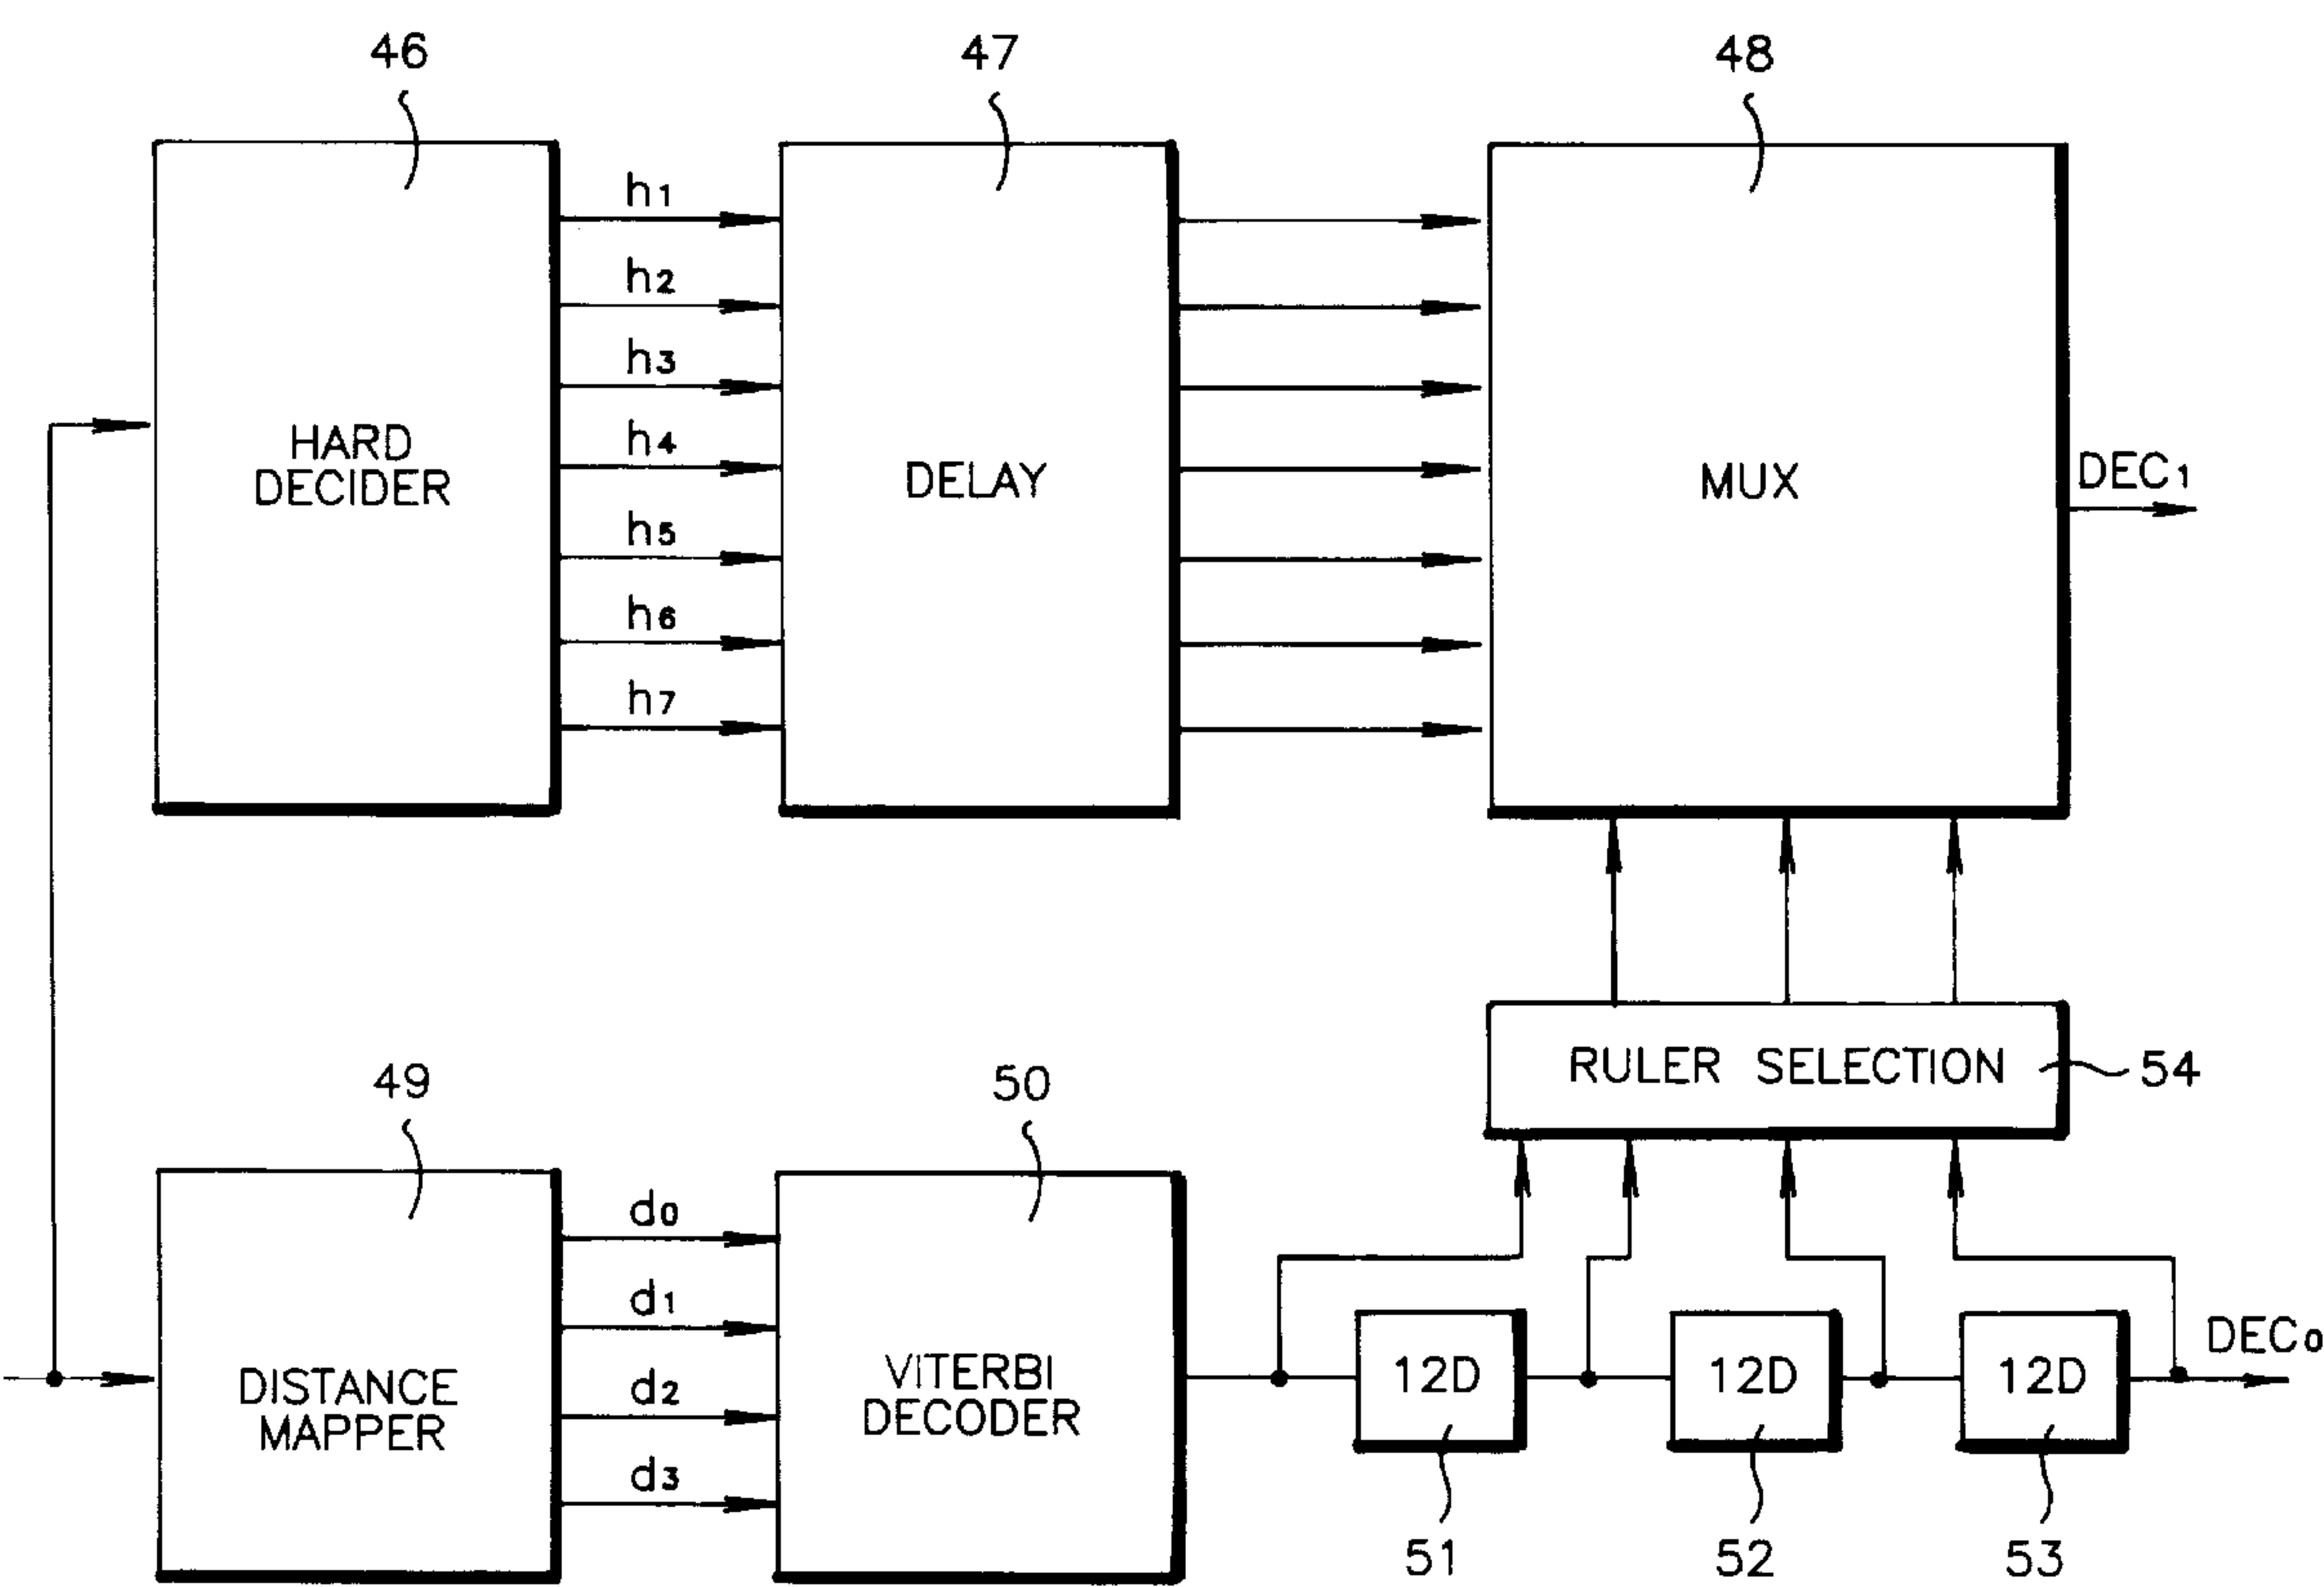 46
47
48
h1
h2
h3
h4
h5
h6
h7
HARD
DECIDER
DELAY
MUX
DEC1
49
50
RULER SELECTION
54
d0
d1
d2
d3
DISTANCE
MAPPER
VITERBI
DECODER
12D
12D
12D
DEC0
51
52
53